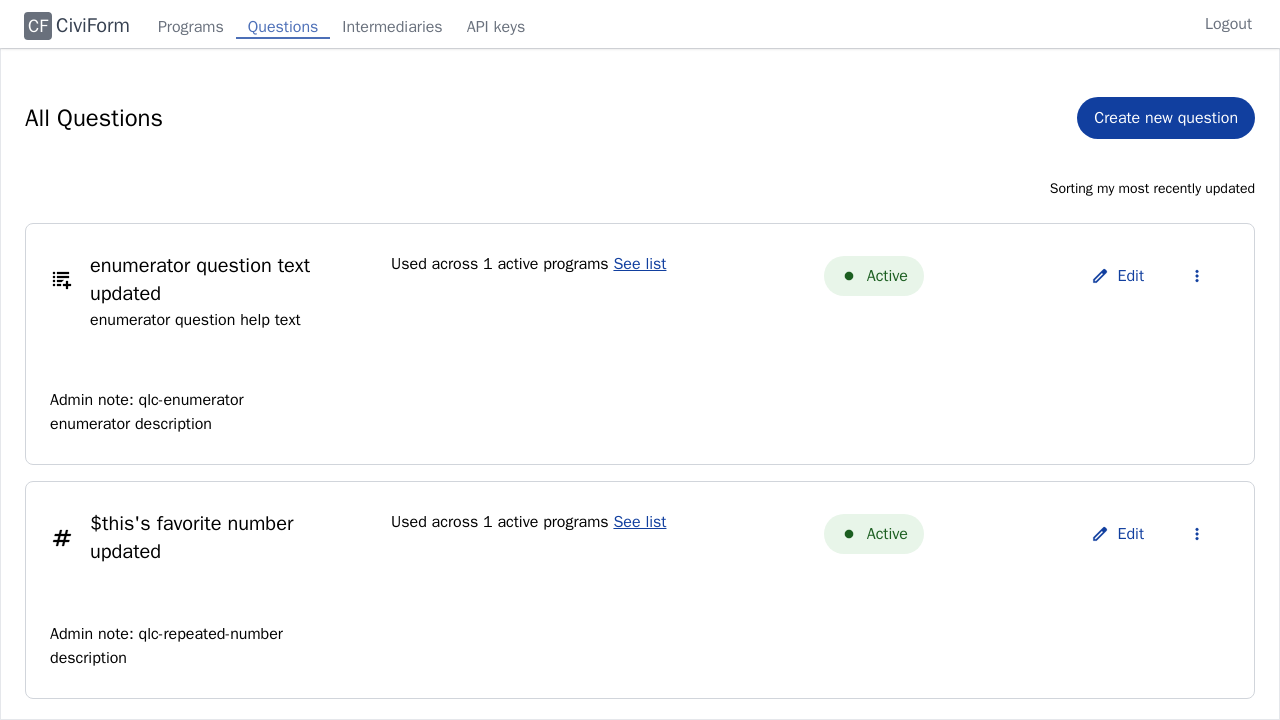 CF CiviForm Programs Questions Intermediaries API keys Logout
All Questions
Create new question
Sorting my most recently updated
enumerator question text
updated
enumerator question help text
Used across 1 active programs See list
Active
Edit
Admin note: qlc-enumerator
enumerator description
$this's favorite number
updated
Used across 1 active programs See list
Active
Edit
Admin note: qlc-repeated-number
description